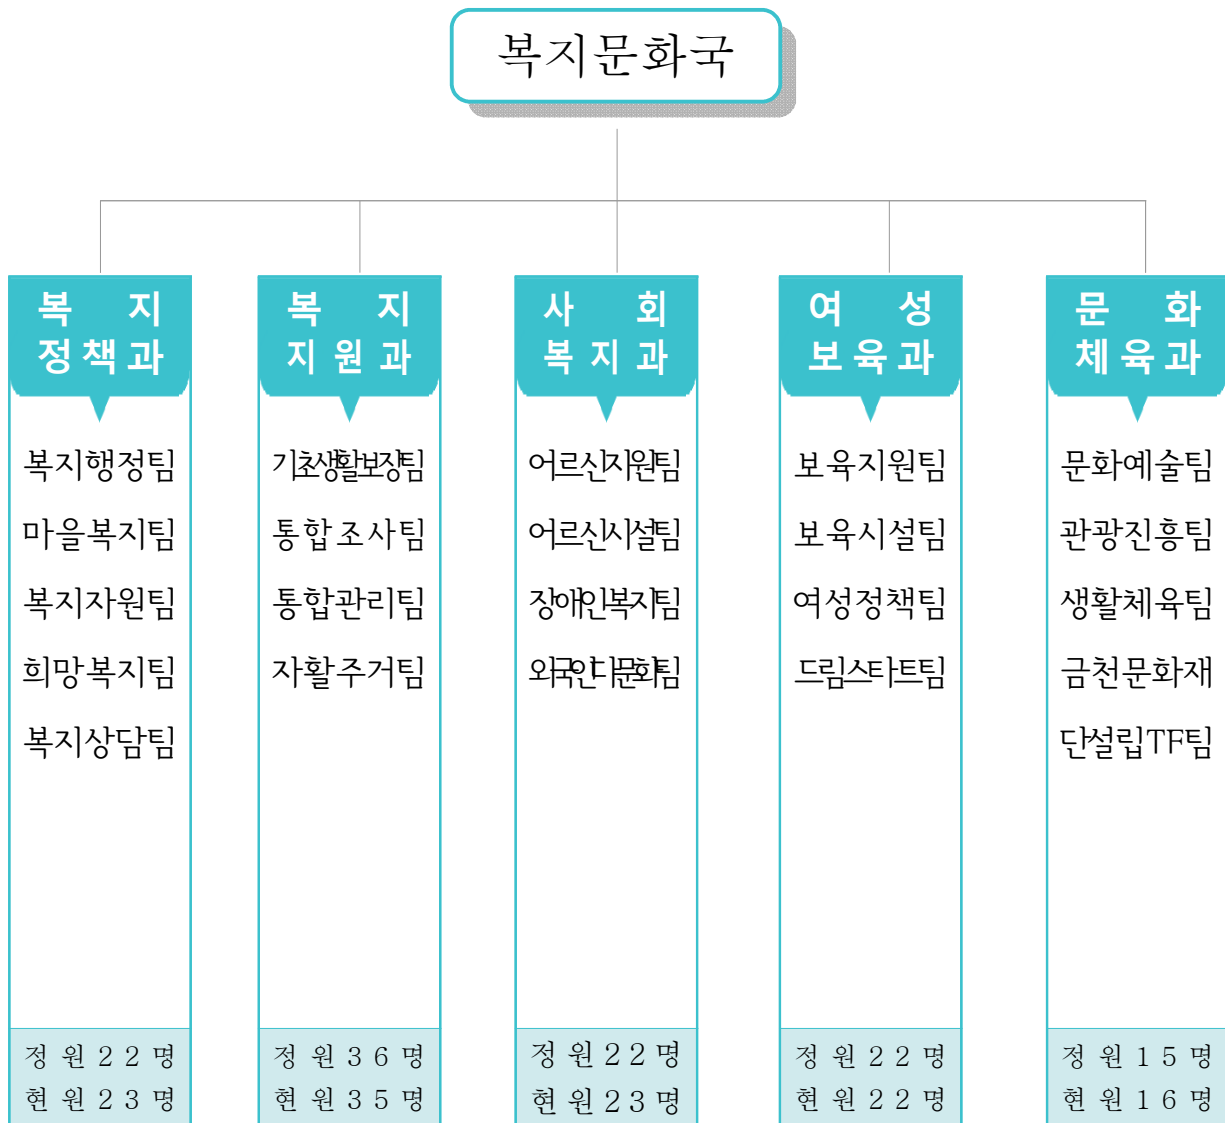 복지문화국
복 지
정책과
복지행정팀
마을복지팀
복지자원팀
희망복지팀
복지상담팀
정 원 2 2 명
현 원 2 3 명
복 지
지 원 과
기초생활보장팀
통합조사팀
통합관리팀
자활주거팀
정 원 3 6 명
현 원 3 5 명
사 회
복 지 과
어르신지원팀
어르신시설팀
장애인복지팀
외국인다문화팀
정 원 2 2 명
현 원 2 3 명
여 성
보육과
보육지원팀
보육시설팀
여성정책팀
드림스타트팀
정 원 2 2 명
현 원 2 2 명
문 화
체육과
문화예술팀
관광진흥팀
생활체육팀
금천문화재
단설립TF팀
정 원 1 5 명
현 원 1 6 명